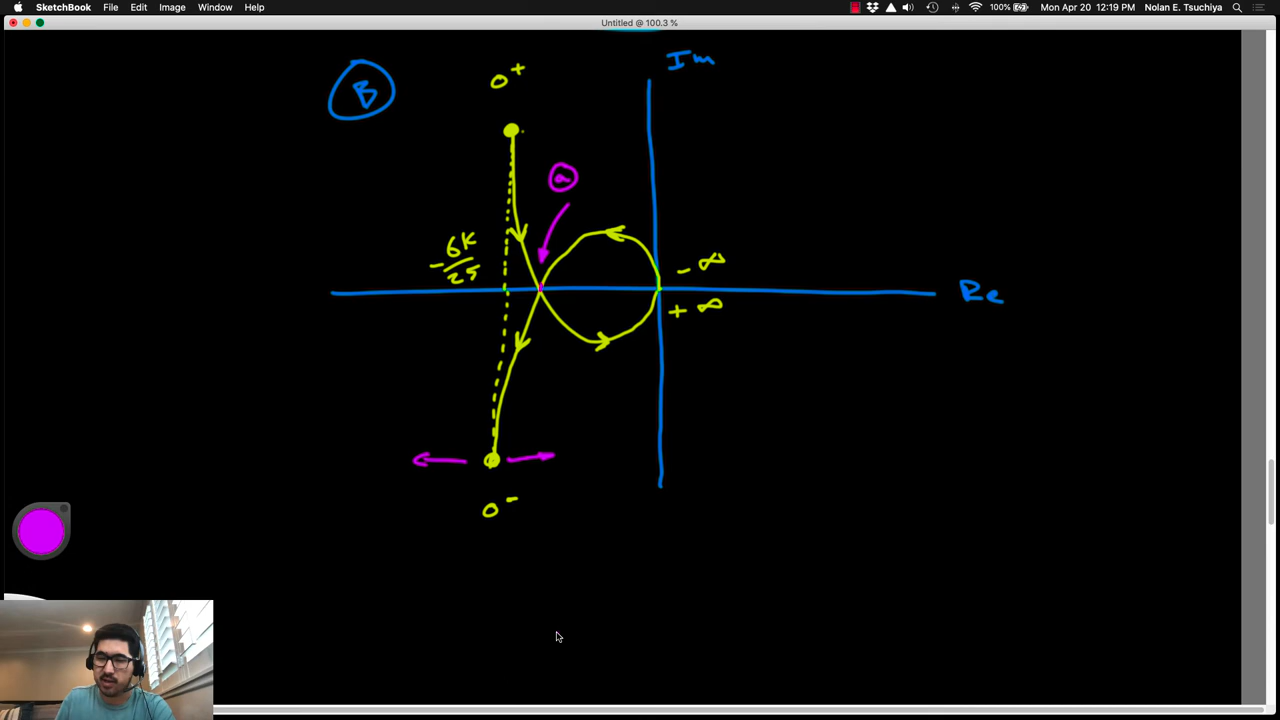 SketchBook File Edit Image Window Help 100% Mon Apr 20 12:19 PM Nolan E. Tsuchiya
Untitled @ 100.3 %
Im
B
0+
a
-6K/25
-∞
+∞
Re
0-